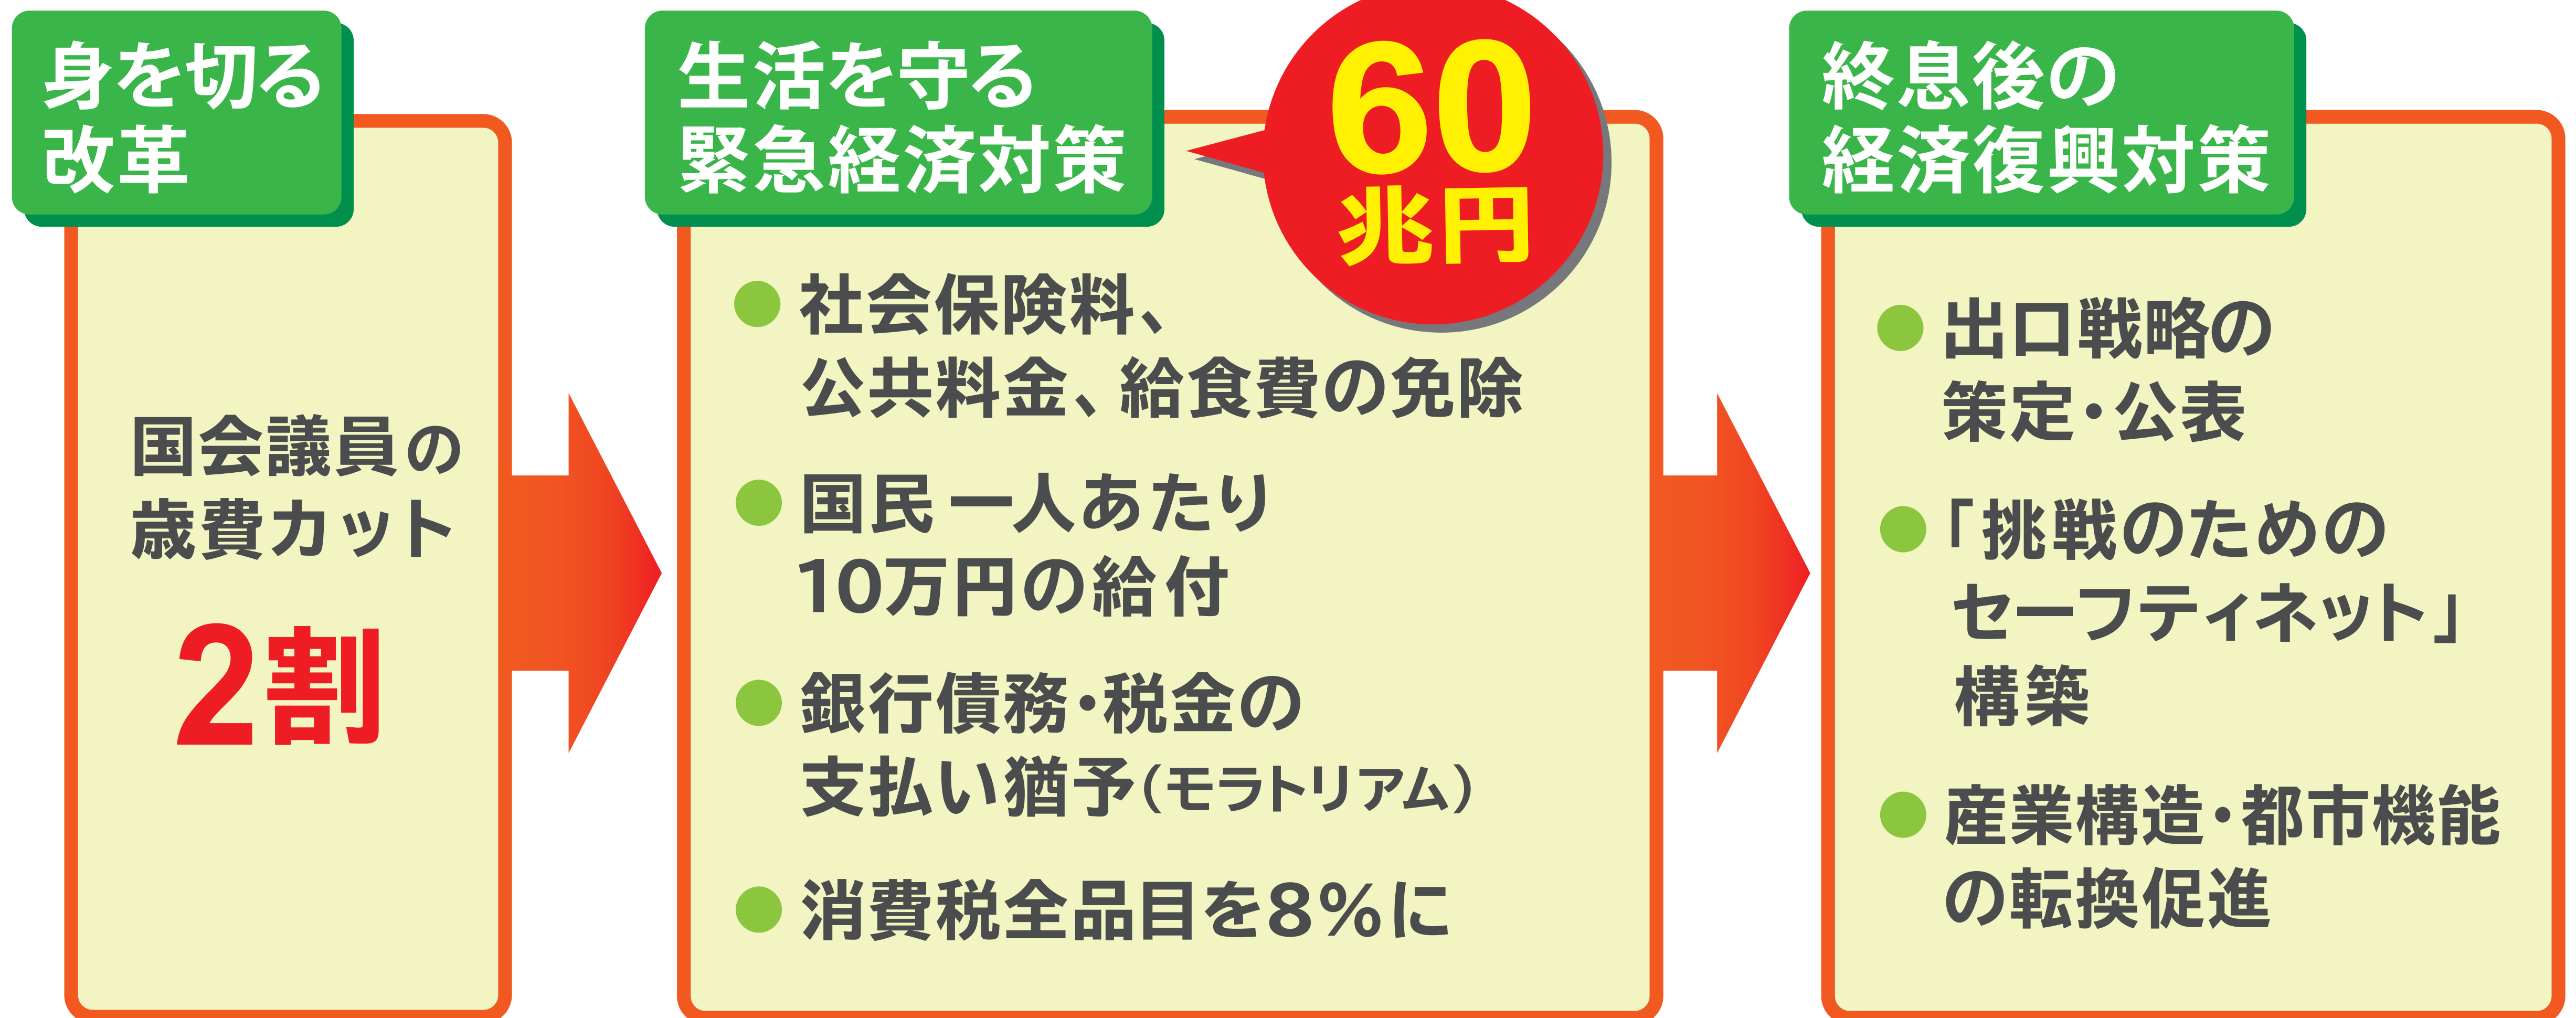 身を切る
改革
国会議員の
歳費カット
2割
生活を守る
緊急経済対策
60
兆円
● 社会保険料、
公共料金、給食費の免除
● 国民一人あたり
10万円の給付
● 銀行債務・税金の
支払い猶予（モラトリアム）
● 消費税全品目を8%に
終息後の
経済復興対策
● 出口戦略の
策定・公表
● 「挑戦のための
セーフティネット」
構築
● 産業構造・都市機能
の転換促進